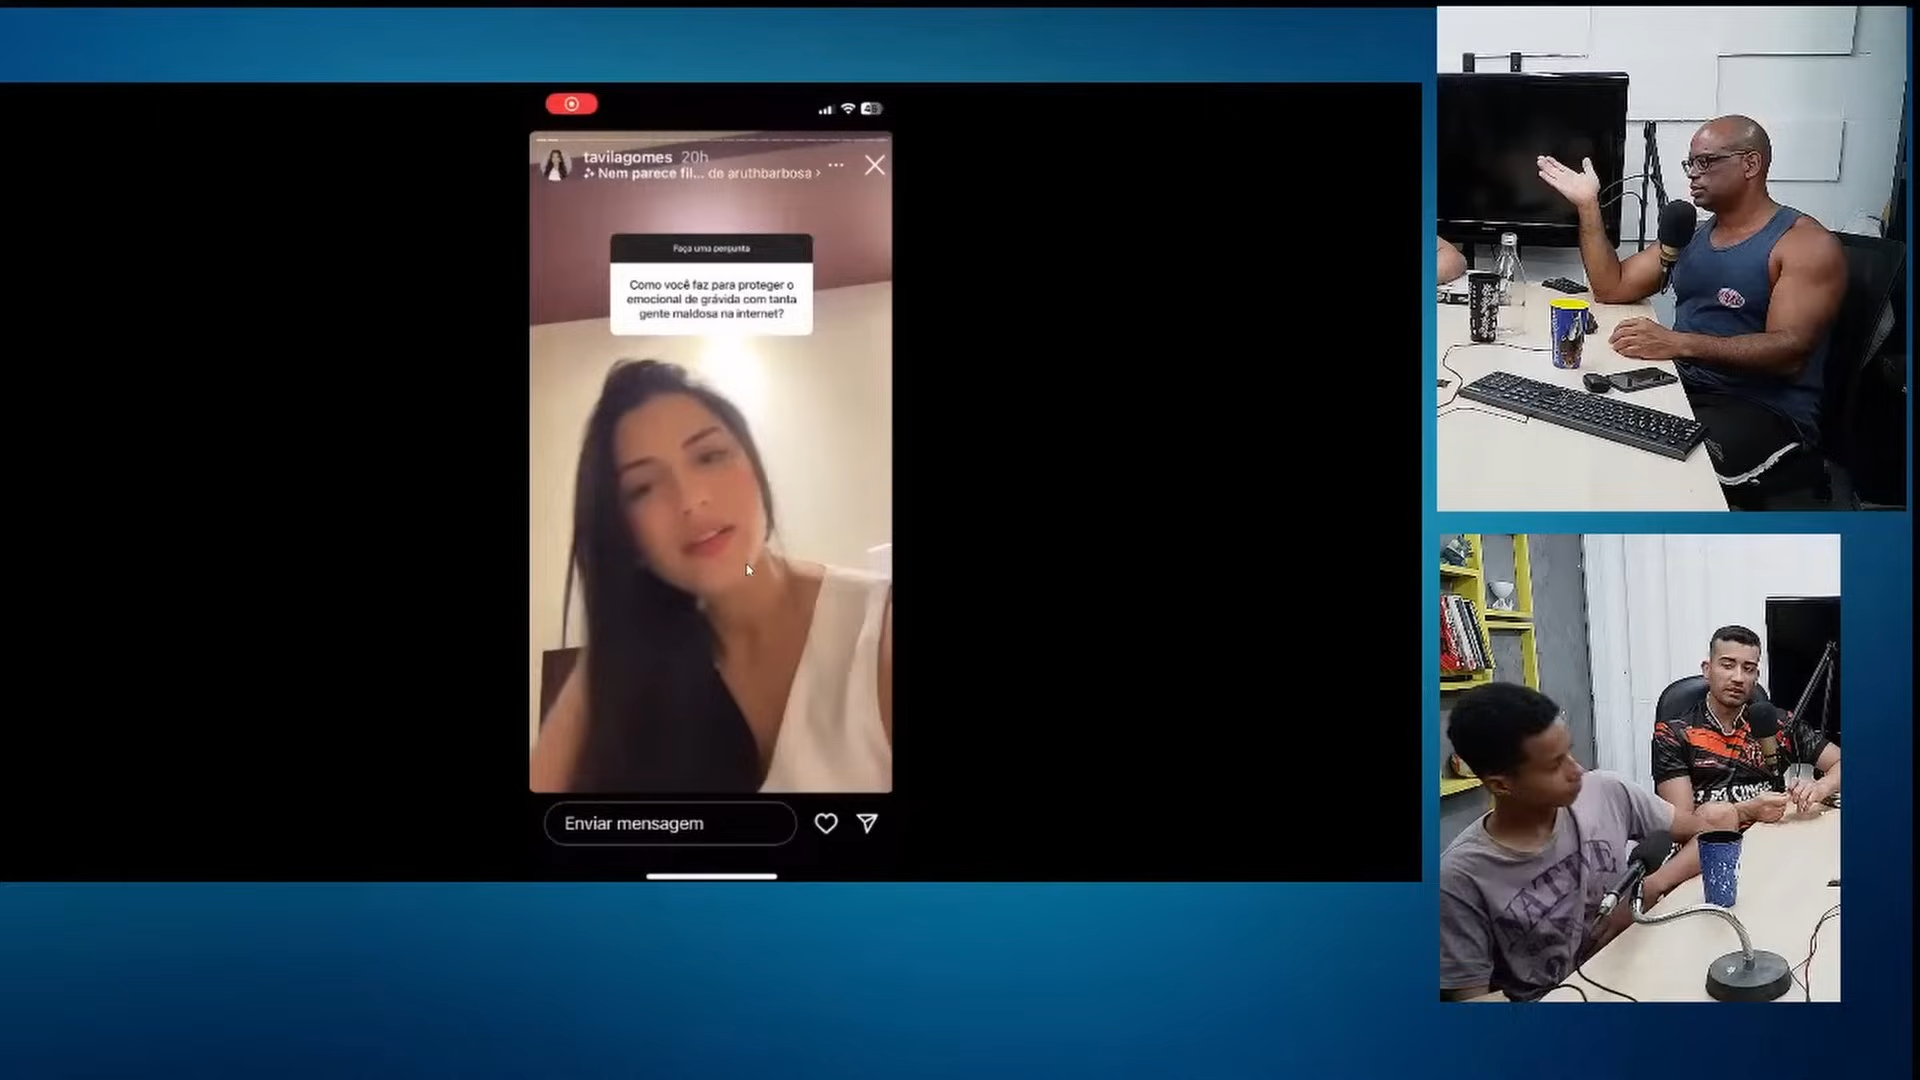 tavilagomes 20h
Nem parece fil... de aruthbarbosa ›
Faça uma pergunta
Como você faz para proteger o
emocional de grávida com tanta
gente maldosa na internet?
Enviar mensagem
NATIVE